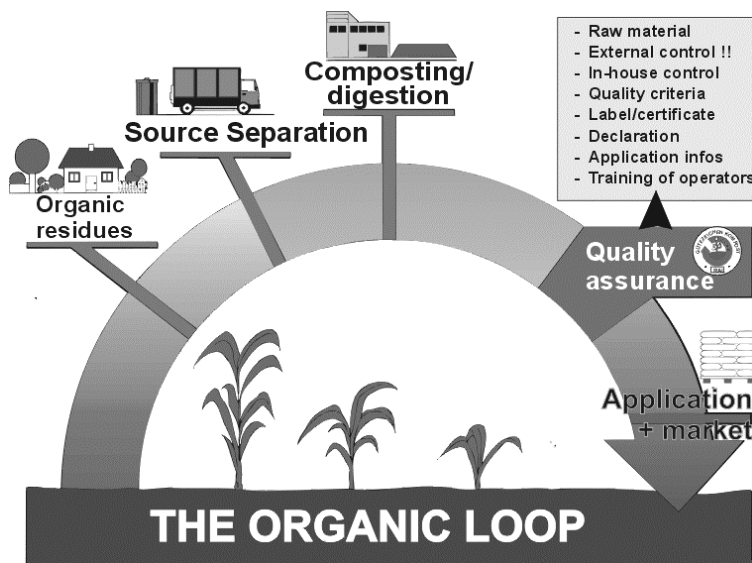 - Raw material
- External control !!
- In-house control
- Quality criteria
- Label/certificate
- Declaration
- Application infos
- Training of operators
Composting/
digestion
Source Separation
Organic
residues
Quality
assurance
Application
+ market
THE ORGANIC LOOP